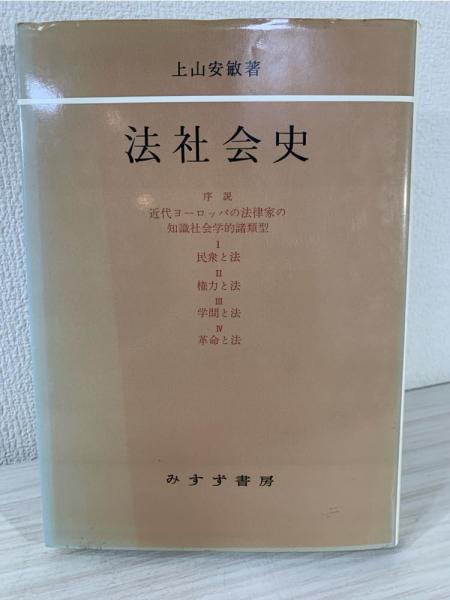 上山安敏著
法社会史
序説
近代ヨーロッパの法律家の
知識社会学的諸類型
I
民衆と法
II
権力と法
III
学問と法
IV
革命と法
みすず書房